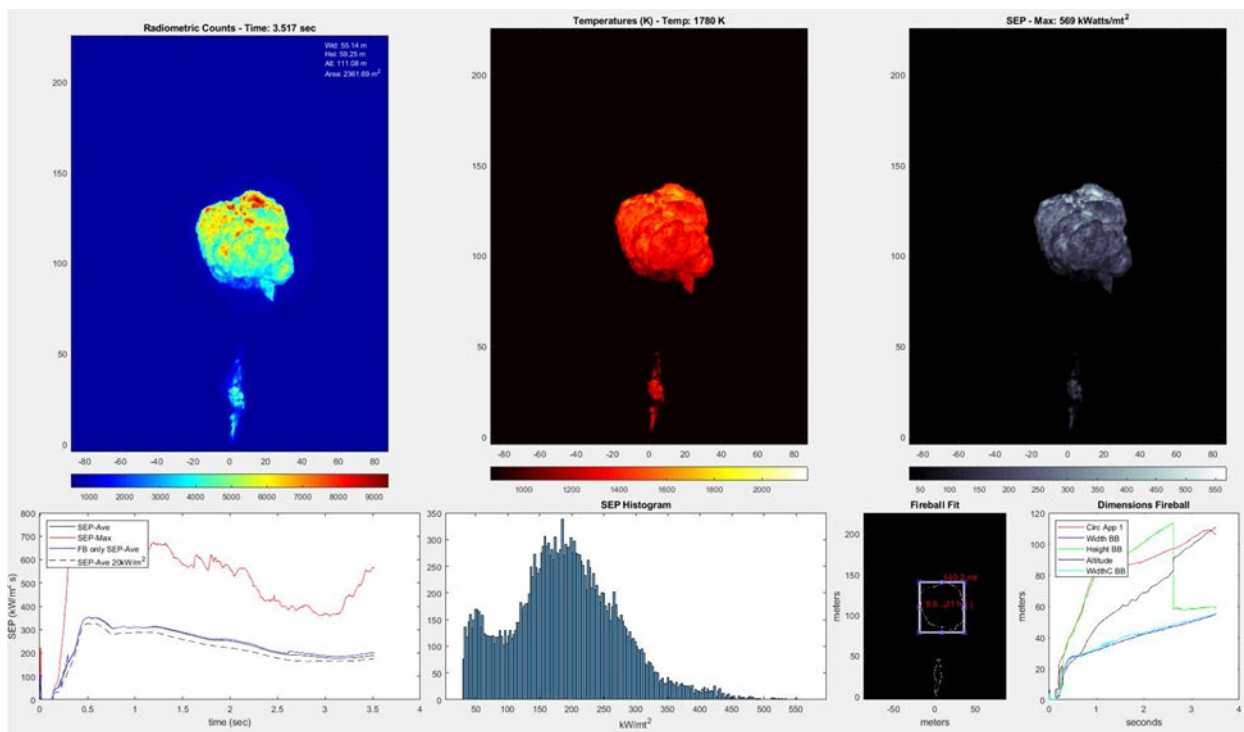 Radiometric Counts - Time: 3.517 sec
Wid: 55.14 m
Hei: 59.25 m
Alt: 111.08 m
Area: 2361.69 m²
200
150
100
50
0
-80 -60 -40 -20 0 20 40 60 80
1000 2000 3000 4000 5000 6000 7000 8000 9000
Temperatures (K) - Temp: 1780 K
200
150
100
50
0
-80 -60 -40 -20 0 20 40 60 80
1000 1200 1400 1600 1800 2000
SEP - Max: 569 kWatts/mt²
200
150
100
50
0
-80 -60 -40 -20 0 20 40 60 80
50 100 150 200 250 300 350 400 450 500 550
SEP (kW/m² s)
800
700
600
500
400
300
200
100
0
SEP-Ave
SEP-Max
FB only SEP-Ave
SEP-Ave 20kW/m²
0 0.5 1 1.5 2 2.5 3 3.5 4
time (sec)
SEP Histogram
350
300
250
200
150
100
50
0
50 100 150 200 250 300 350 400 450 500 550
kW/mt²
Fireball Fit
meters
200
150
100
50
0
-50 0 50
meters
Dimensions Fireball
meters
120
100
80
60
40
20
0
Circ App 1
Width BB
Height BB
Altitude
WidthC BB
0 1 2 3 4
seconds